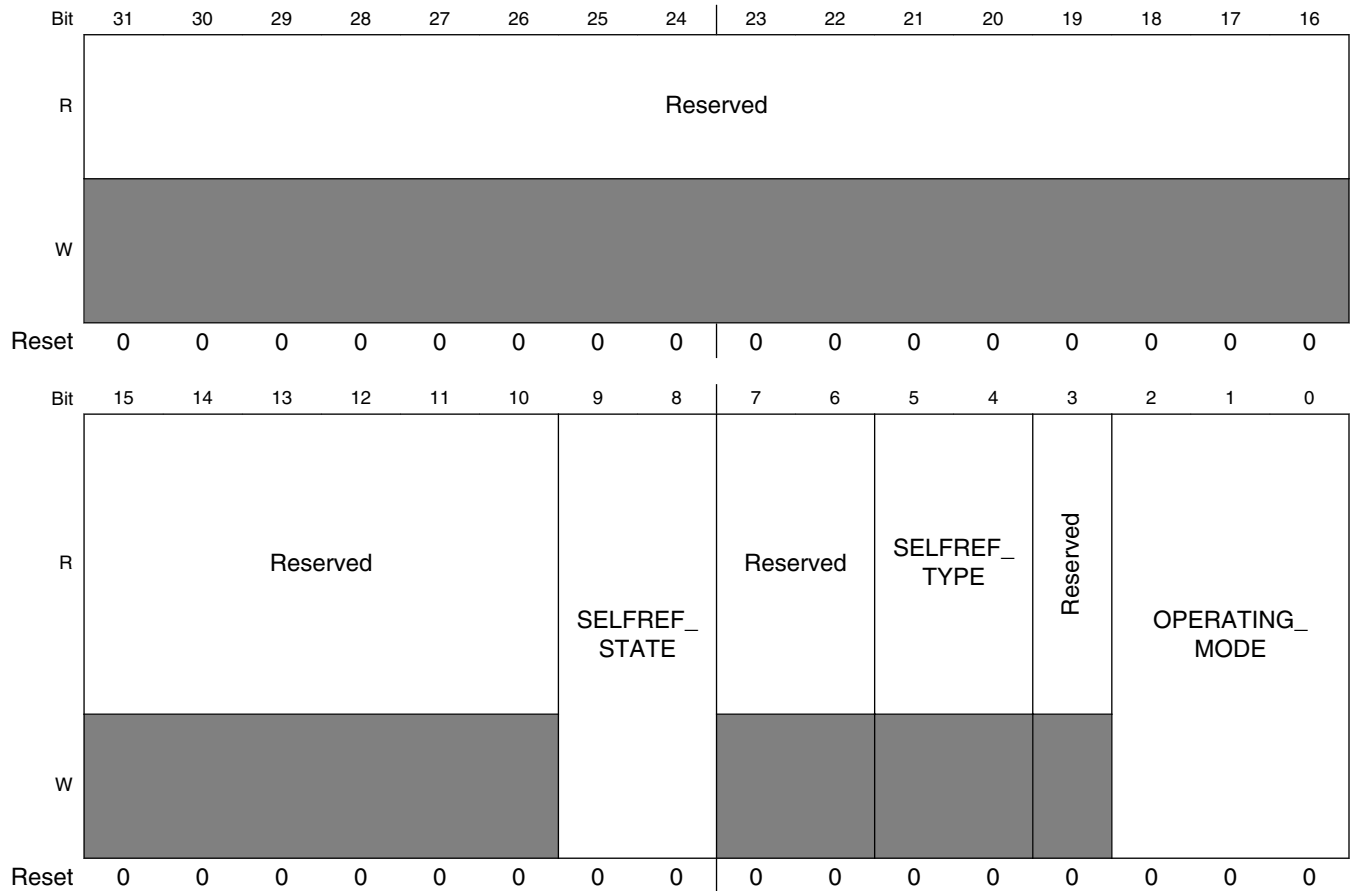 Bit 31 30 29 28 27 26 25 24 23 22 21 20 19 18 17 16
R Reserved
W
Reset 0 0 0 0 0 0 0 0 0 0 0 0 0 0 0 0
Bit 15 14 13 12 11 10 9 8 7 6 5 4 3 2 1 0
R Reserved SELFREF_ STATE Reserved SELFREF_ TYPE Reserved OPERATING_ MODE
W
Reset 0 0 0 0 0 0 0 0 0 0 0 0 0 0 0 0